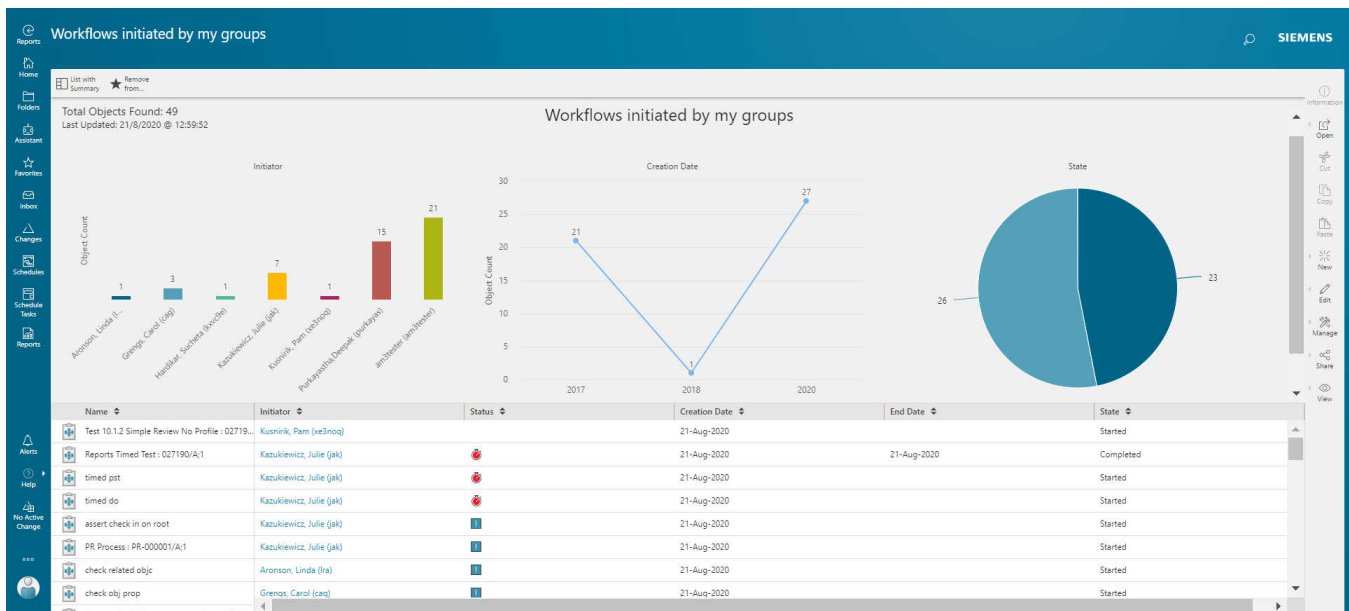 Workflows initiated by my groups
SIEMENS
Reports
Home
Folders
Assistant
Favorites
Inbox
Changes
Schedules
Schedule
Tasks
Reports
Alerts
Help
No Active
Change
List with
Summary
Remove
from...
Total Objects Found: 49
Last Updated: 21/8/2020 @ 12:59:52
Workflows initiated by my groups
Initiator
Object Count
1
3
1
7
1
15
21
Aronson, Linda (l...
Grengs, Carol (cag)
Hardikar, Sucheta (kxvc9e)
Kazukiewicz, Julie (jak)
Kusnirik, Pam (xe3noq)
Purkayastha,Deepak (purkayas)
am3tester (am3tester)
Creation Date
Object Count
30
25
20
15
10
5
0
21
1
27
2017
2018
2020
State
26
23
Information
Open
Cut
Copy
Paste
New
Edit
Manage
Share
View
Name Initiator Status Creation Date End Date State
Test 10.1.2 Simple Review No Profile : 02719... Kusnirik, Pam (xe3noq) 21-Aug-2020 Started
Reports Timed Test : 027190/A;1 Kazukiewicz, Julie (jak) 21-Aug-2020 21-Aug-2020 Completed
timed pst Kazukiewicz, Julie (jak) 21-Aug-2020 Started
timed do Kazukiewicz, Julie (jak) 21-Aug-2020 Started
assert check in on root Kazukiewicz, Julie (jak) 21-Aug-2020 Started
PR Process : PR-000001/A;1 Kazukiewicz, Julie (jak) 21-Aug-2020 Started
check related objc Aronson, Linda (lra) 21-Aug-2020 Started
check obj prop Grengs, Carol (cag) 21-Aug-2020 Started